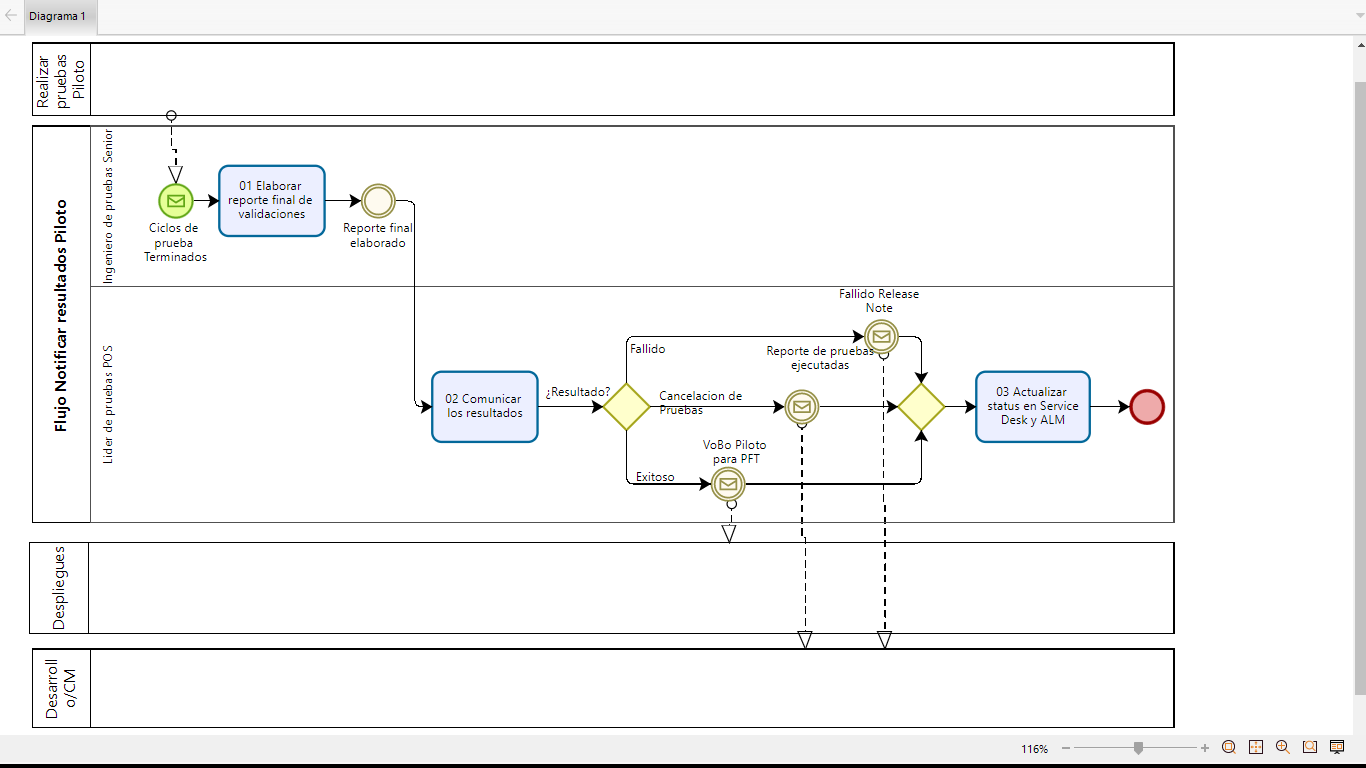 Diagrama 1
Realizar
pruebas
Piloto
Flujo Notificar resultados Piloto
Ingeniero de pruebas Senior
Ciclos de
prueba
Terminados
01 Elaborar
reporte final de
validaciones
Reporte final
elaborado
Lider de pruebas POS
02 Comunicar
los resultados
¿Resultado?
Fallido
Fallido Release
Note
Cancelacion de
Pruebas
Reporte de pruebas
ejecutadas
Exitoso
VoBo Piloto
para PFT
03 Actualizar
status en Service
Desk y ALM
Despliegues
Desarroll
o/CM
116%